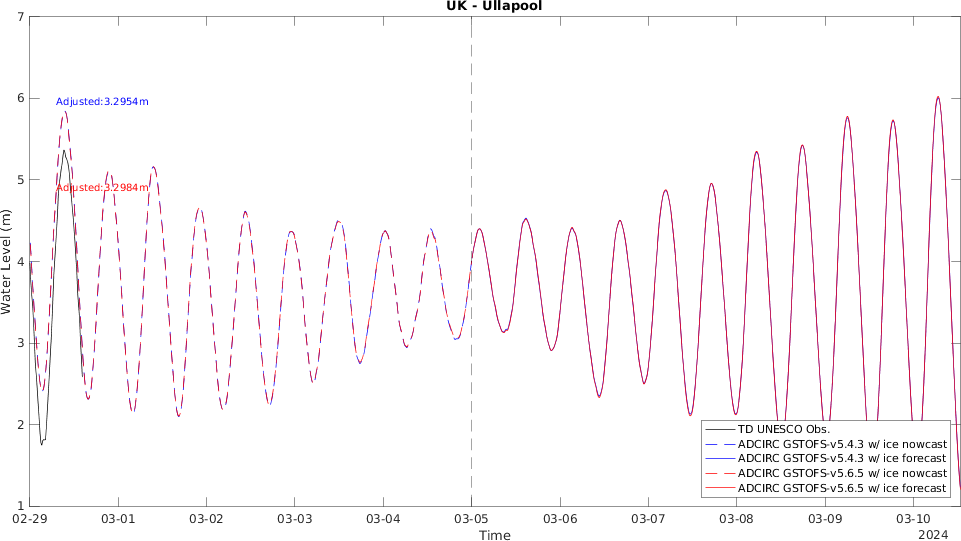 UK - Ullapool
7
6
5
4
3
2
1
Water Level (m)
Adjusted:3.2954m
Adjusted:3.2984m
TD UNESCO Obs.
ADCIRC GSTOFS-v5.4.3 w/ ice nowcast
ADCIRC GSTOFS-v5.4.3 w/ ice forecast
ADCIRC GSTOFS-v5.6.5 w/ ice nowcast
ADCIRC GSTOFS-v5.6.5 w/ ice forecast
02-29 03-01 03-02 03-03 03-04 03-05 03-06 03-07 03-08 03-09 03-10
Time
2024